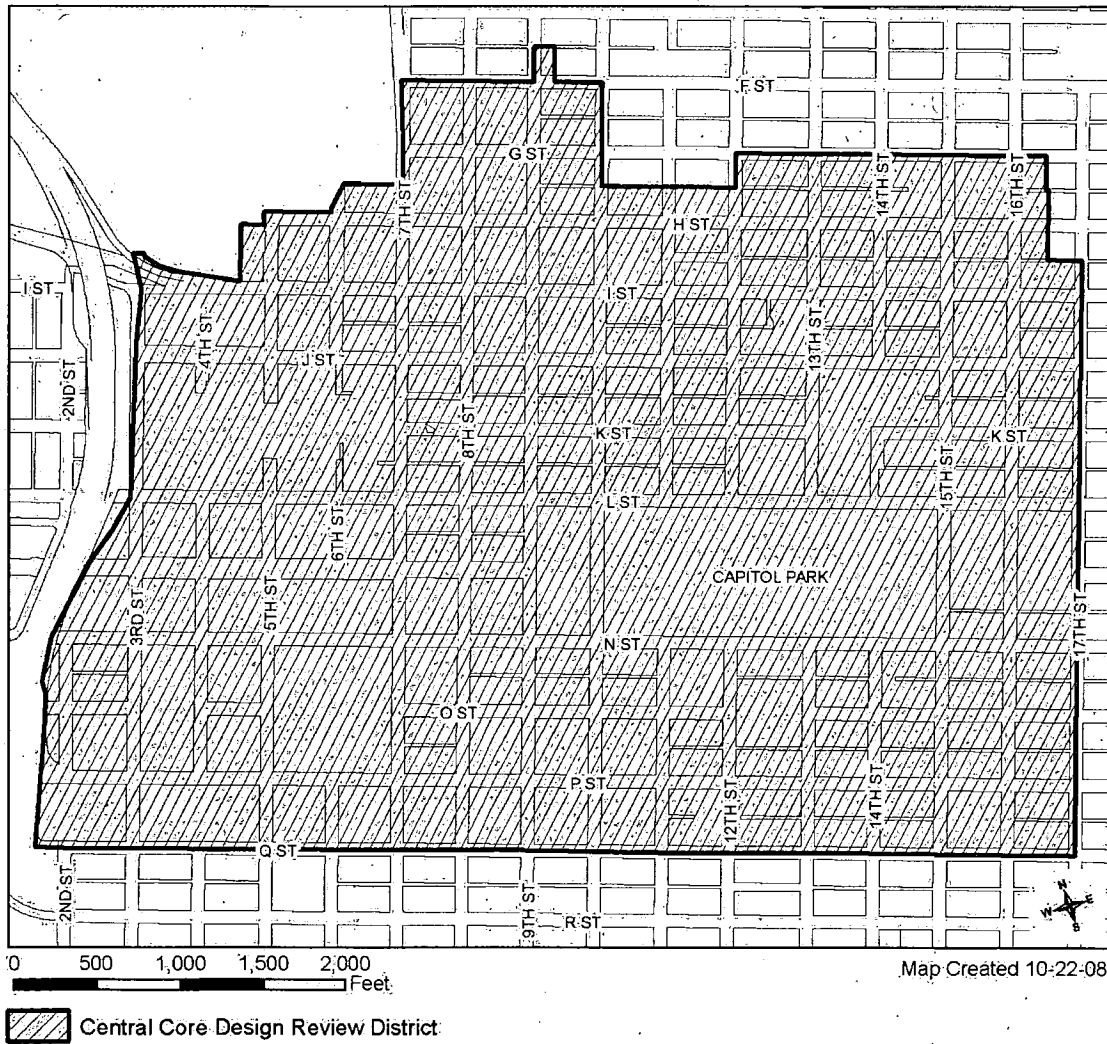 F ST
G ST
7TH ST
14TH ST
16TH ST
H ST
I ST
I ST
4TH ST
J ST
13TH ST
2ND ST
8TH ST
K ST
K ST
15TH ST
L ST
6TH ST
CAPITOL PARK
3RD ST
5TH ST
N ST
17TH ST
O ST
P ST
12TH ST
14TH ST
Q ST
2ND ST
9TH ST
R ST
N
W E
S
0 500 1,000 1,500 2,000
Feet
Map Created 10-22-08
Central Core Design Review District